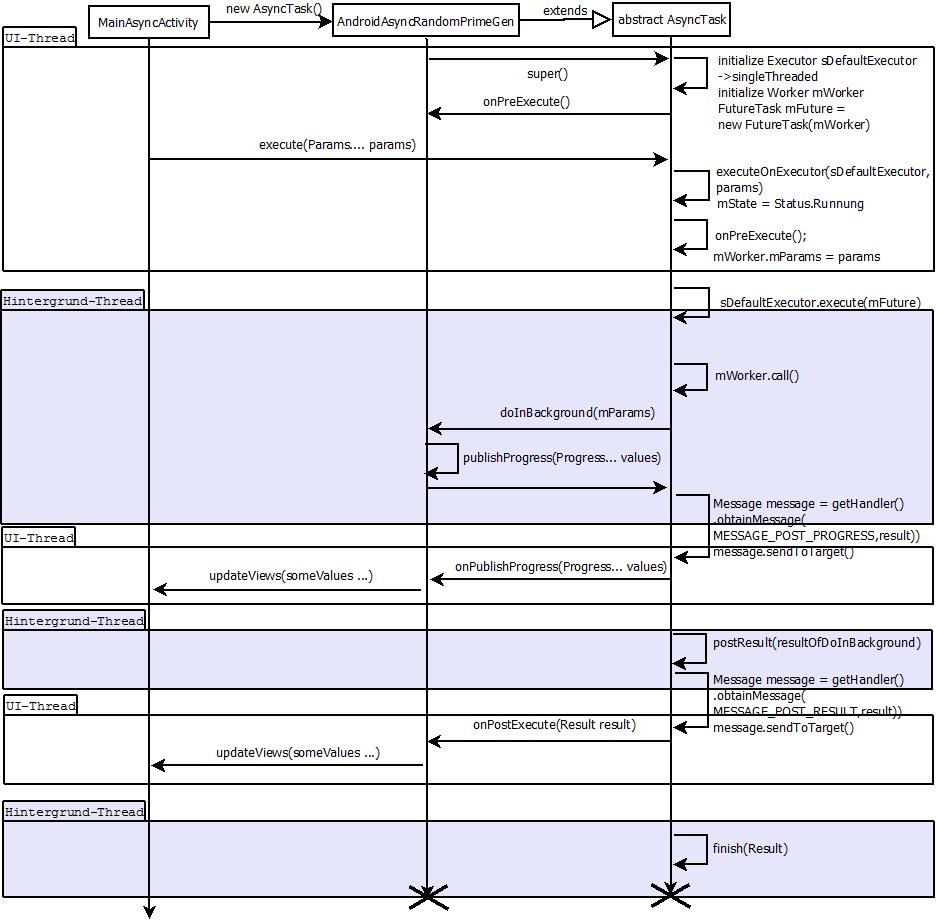 new AsyncTask()
MainAsyncActivity
AndroidAsyncRandomPrimeGen
extends
abstract AsyncTask
UI-Thread
super()
initialize Executor sDefaultExecutor
->singleThreaded
initialize Worker mWorker
FutureTask mFuture =
new FutureTask(mWorker)
onPreExecute()
execute(Params.... params)
executeOnExecutor(sDefaultExecutor,
params)
mState = Status.Runnung
onPreExecute();
mWorker.mParams = params
Hintergrund-Thread
sDefaultExecutor.execute(mFuture)
mWorker.call()
doInBackground(mParams)
publishProgress(Progress... values)
Message message = getHandler()
.obtainMessage(
MESSAGE_POST_PROGRESS,result))
message.sendToTarget()
UI-Thread
onPublishProgress(Progress... values)
updateViews(someValues ...)
Hintergrund-Thread
postResult(resultOfDoInBackground)
Message message = getHandler()
.obtainMessage(
MESSAGE_POST_RESULT,result))
message.sendToTarget()
UI-Thread
onPostExecute(Result result)
updateViews(someValues ...)
Hintergrund-Thread
finish(Result)